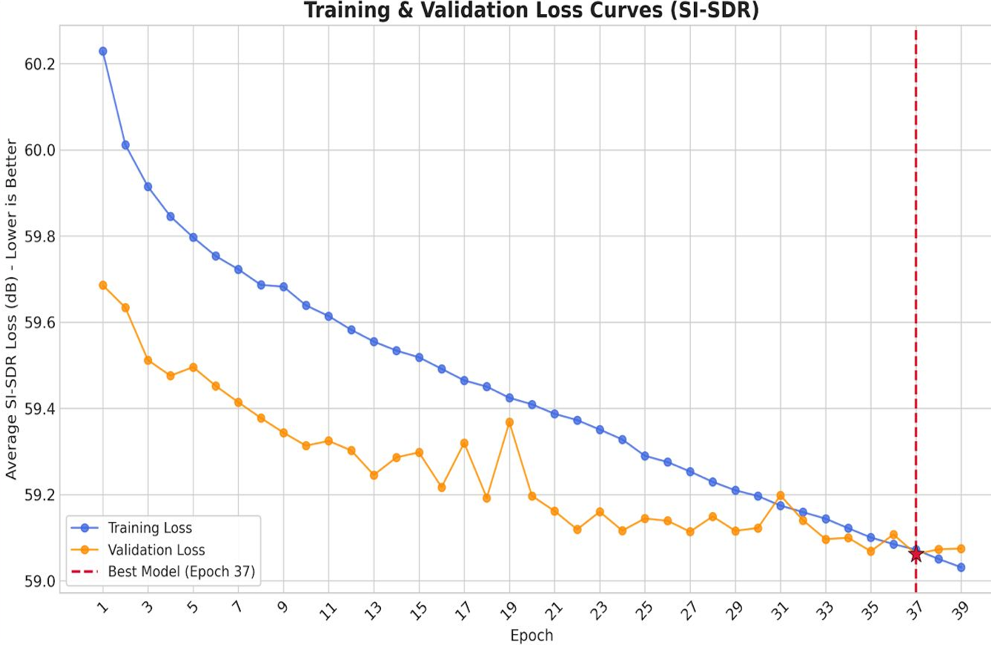 Training & Validation Loss Curves (SI-SDR)
Average SI-SDR Loss (dB) - Lower is Better
60.2
60.0
59.8
59.6
59.4
59.2
59.0
Training Loss
Validation Loss
Best Model (Epoch 37)
1 3 5 7 9 11 13 15 17 19 21 23 25 27 29 31 33 35 37 39
Epoch